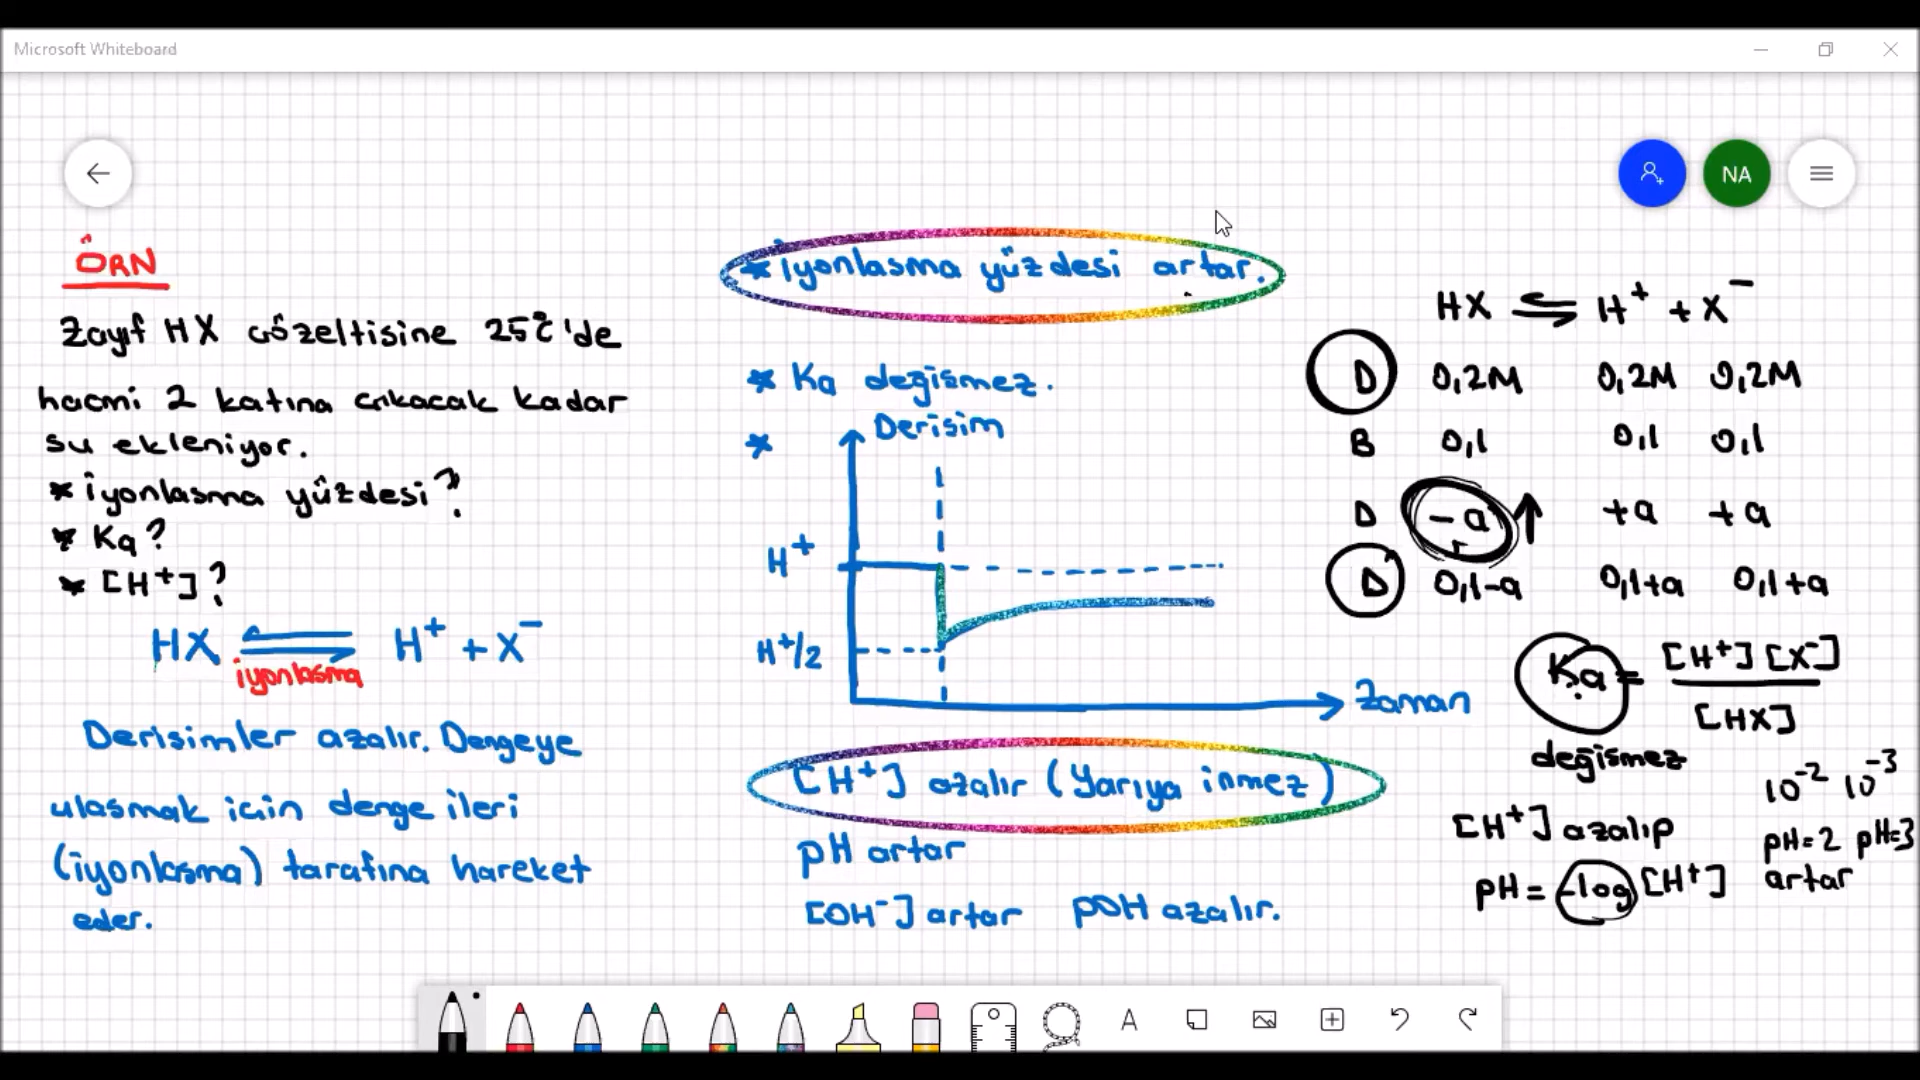 Microsoft Whiteboard
NA
ÖRN
Zayıf HX çözeltisine 25°C'de
hacmi 2 katına çıkacak kadar
su ekleniyor.
* İyonlaşma yüzdesi?
* Ka?
* [H⁺]?
HX ⇌ H⁺ + X⁻
iyonlaşma
Derişimler azalır. Dengeye
ulaşmak için denge ileri
(iyonlaşma) tarafına hareket
eder.
* İyonlaşma yüzdesi artar.
* Ka değişmez.
* Derişim
H⁺
H⁺/2
Zaman
[H⁺] azalır (Yarıya inmez)
pH artar
[OH⁻] artar pOH azalır.
HX ⇌ H⁺ + X⁻
D 0,2M 0,2M 0,2M
B 0,1 0,1 0,1
D -a ↑ +a +a
D 0,1-a 0,1+a 0,1+a
Ka = [H⁺][X⁻]
[HX]
değişmez
10⁻² 10⁻³
[H⁺] azalıp pH=2 pH=3
pH = -log[H⁺] artar
A